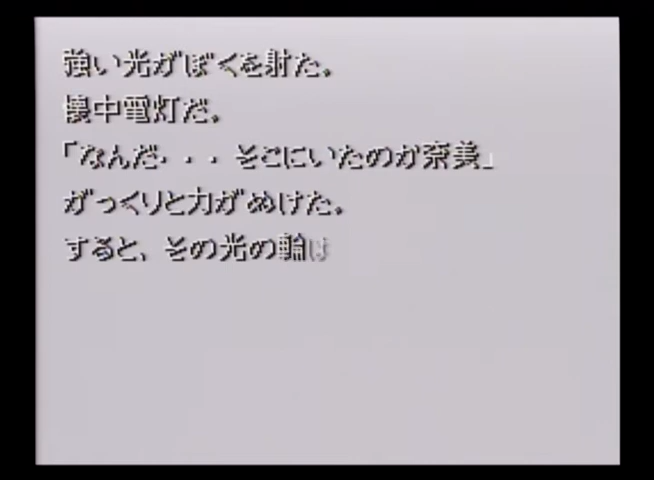 強い光がぼくを射た。
懐中電灯だ。
「なんだ・・・そこにいたのか奈美」
がっくりと力がぬけた。
すると、その光の輪は